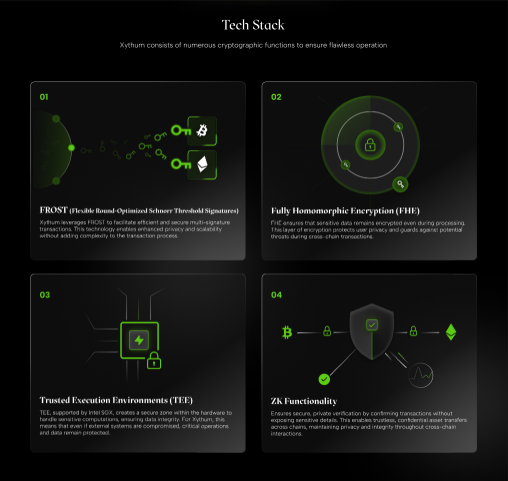 Tech Stack
Xythum consists of numerous cryptographic functions to ensure flawless operation
01
FROST (Flexible Round-Optimized Schnorr Threshold Signatures)
Xythum leverages FROST to facilitate efficient and secure multi-signature
transactions. This technology enables enhanced privacy and scalability
without adding complexity to the transaction process.
02
Fully Homomorphic Encryption (FHE)
FHE ensures that sensitive data remains encrypted even during processing.
This layer of encryption protects user privacy and guards against potential
threats during cross-chain transactions.
03
Trusted Execution Environments (TEE)
TEE, supported by Intel SGX, creates a secure zone within the hardware to
handle sensitive computations, ensuring data integrity. For Xythum, this
means that even if external systems are compromised, critical operations
and data remain protected.
04
ZK Functionality
Ensures secure, private verification by confirming transactions without
exposing sensitive details. This enables trustless, confidential asset transfers
across chains, maintaining privacy and integrity throughout cross-chain
interactions.